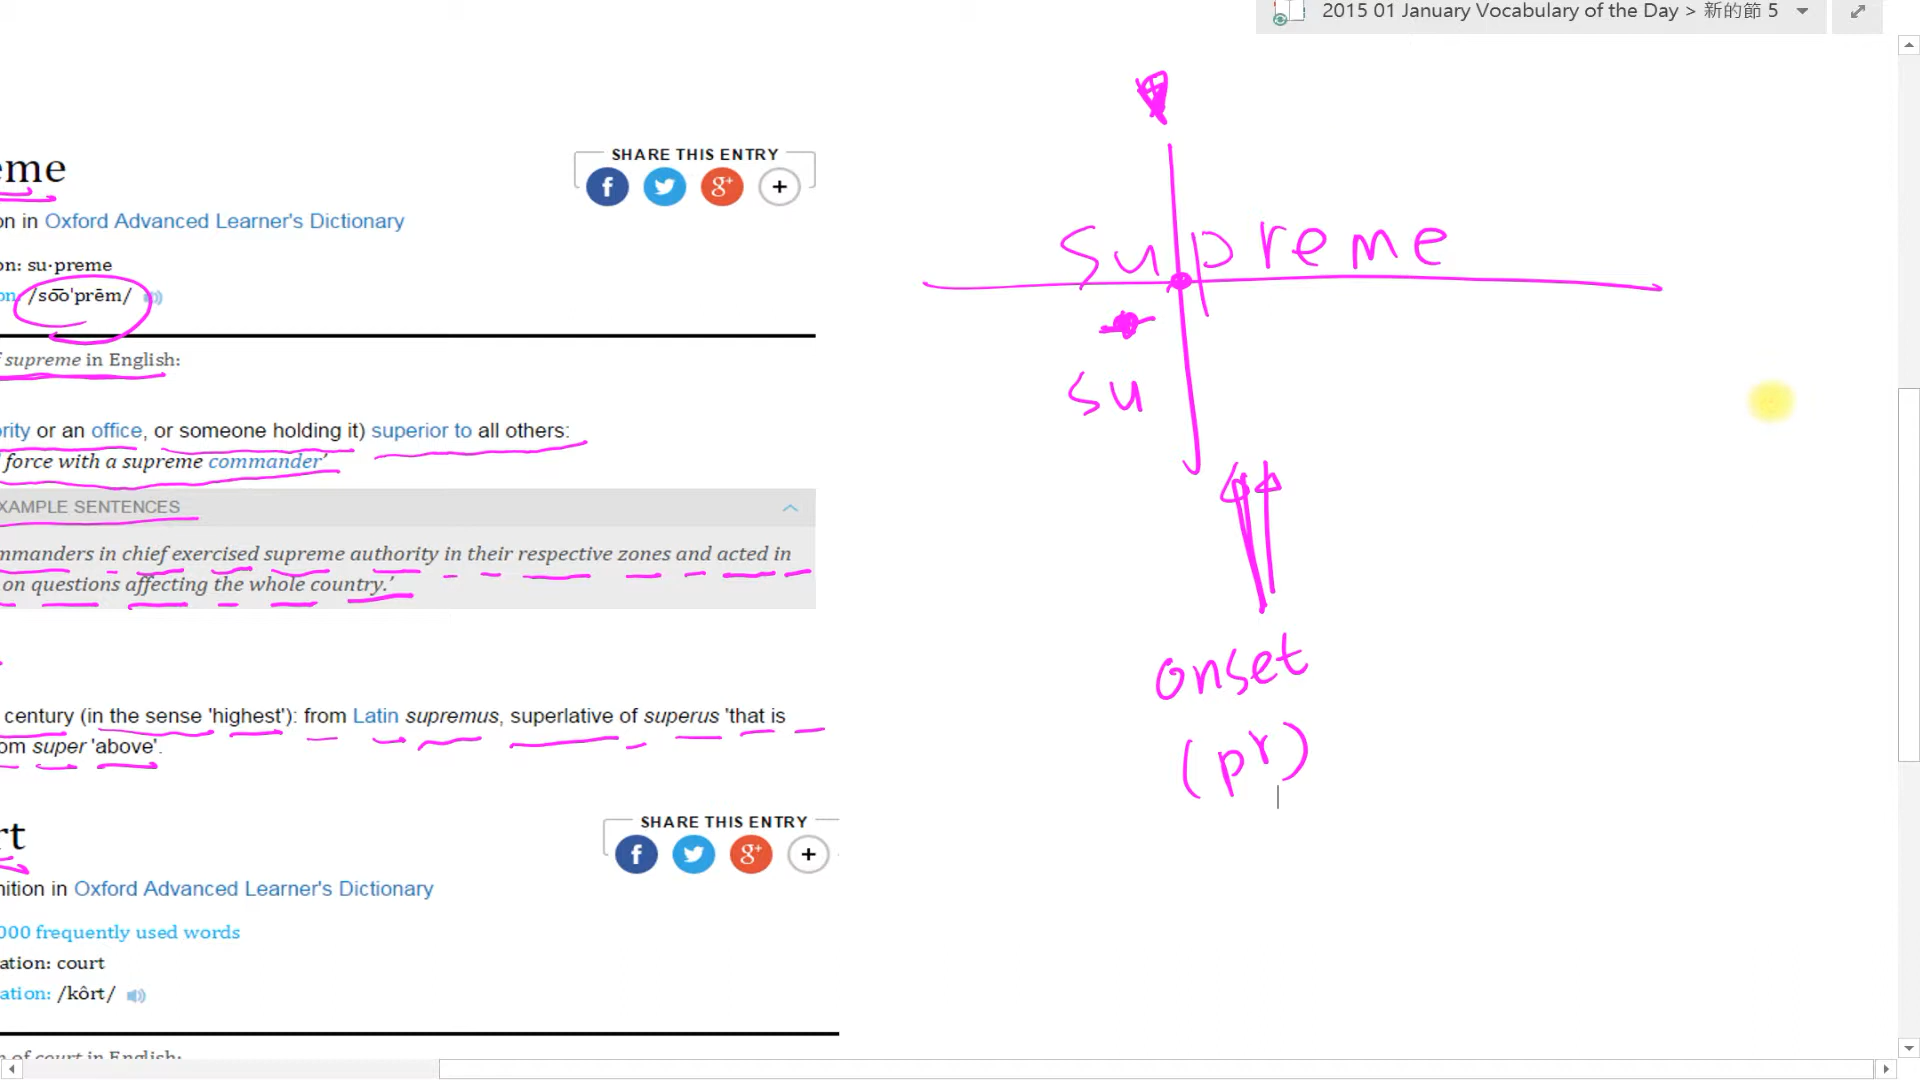 2015 01 January Vocabulary of the Day > 新的節 5
eme
SHARE THIS ENTRY
on in Oxford Advanced Learner's Dictionary
on: su·preme
on: /so͞oˈprēm/
f supreme in English:
rity or an office, or someone holding it) superior to all others:
force with a supreme commander’
XAMPLE SENTENCES
mmanders in chief exercised supreme authority in their respective zones and acted in
on questions affecting the whole country.’
century (in the sense 'highest'): from Latin supremus, superlative of superus 'that is
om super 'above'.
rt
SHARE THIS ENTRY
nition in Oxford Advanced Learner's Dictionary
000 frequently used words
ation: court
ation: /kôrt/
n of court in English:
supreme
su
onset
(pr)